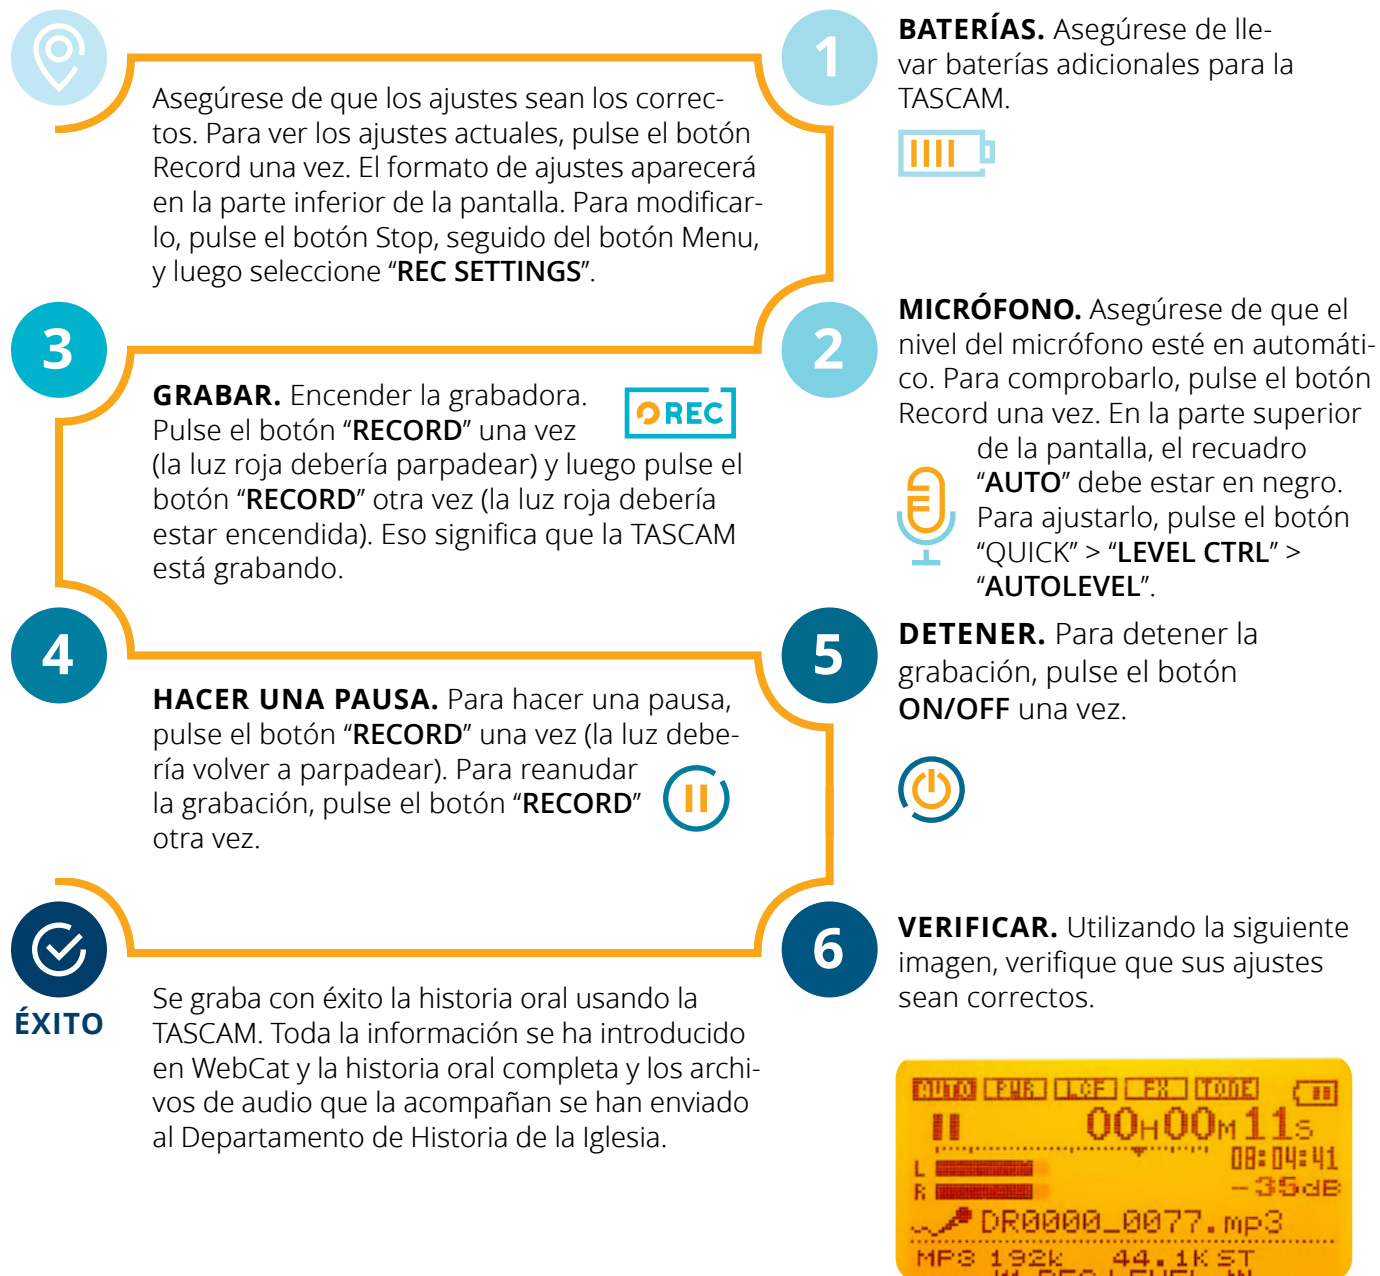 Asegúrese de que los ajustes sean los correc-
tos. Para ver los ajustes actuales, pulse el botón
Record una vez. El formato de ajustes aparecerá
en la parte inferior de la pantalla. Para modificar-
lo, pulse el botón Stop, seguido del botón Menu,
y luego seleccione “REC SETTINGS”.
1
BATERÍAS. Asegúrese de lle-
var baterías adicionales para la
TASCAM.
2
MICRÓFONO. Asegúrese de que el
nivel del micrófono esté en automáti-
co. Para comprobarlo, pulse el botón
Record una vez. En la parte superior
de la pantalla, el recuadro
“AUTO” debe estar en negro.
Para ajustarlo, pulse el botón
“QUICK” > “LEVEL CTRL” >
“AUTOLEVEL”.
3
GRABAR. Encender la grabadora.
Pulse el botón “RECORD” una vez
(la luz roja debería parpadear) y luego pulse el
botón “RECORD” otra vez (la luz roja debería
estar encendida). Eso significa que la TASCAM
está grabando.
REC
4
HACER UNA PAUSA. Para hacer una pausa,
pulse el botón “RECORD” una vez (la luz debe-
ría volver a parpadear). Para reanudar
la grabación, pulse el botón “RECORD”
otra vez.
5
DETENER. Para detener la
grabación, pulse el botón
ON/OFF una vez.
6
VERIFICAR. Utilizando la siguiente
imagen, verifique que sus ajustes
sean correctos.
AUTO PWR LCF FX TONE
00H00M11S
08:04:41
L
R -35dB
DR0000_0077.mp3
MP3 192k 44.1K ST
REC LEVEL
ÉXITO
Se graba con éxito la historia oral usando la
TASCAM. Toda la información se ha introducido
en WebCat y la historia oral completa y los archi-
vos de audio que la acompañan se han enviado
al Departamento de Historia de la Iglesia.